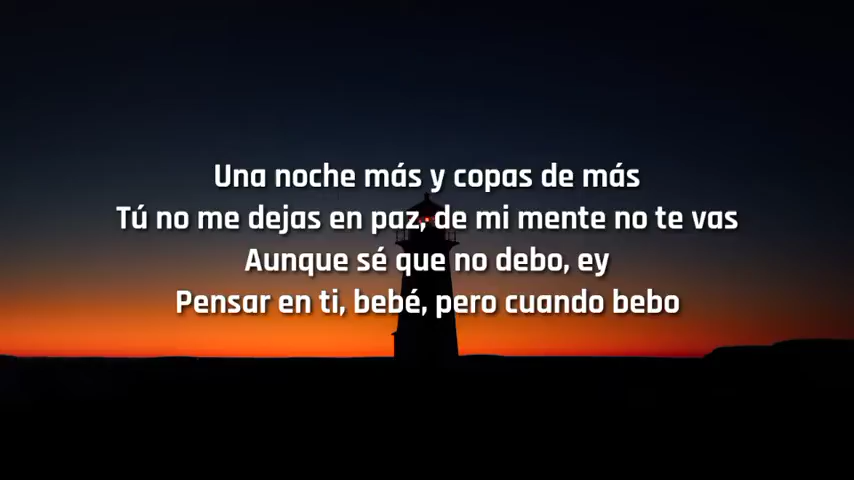 Una noche más y copas de más
Tú no me dejas en paz, de mi mente no te vas
Aunque sé que no debo, ey
Pensar en ti, bebé, pero cuando bebo